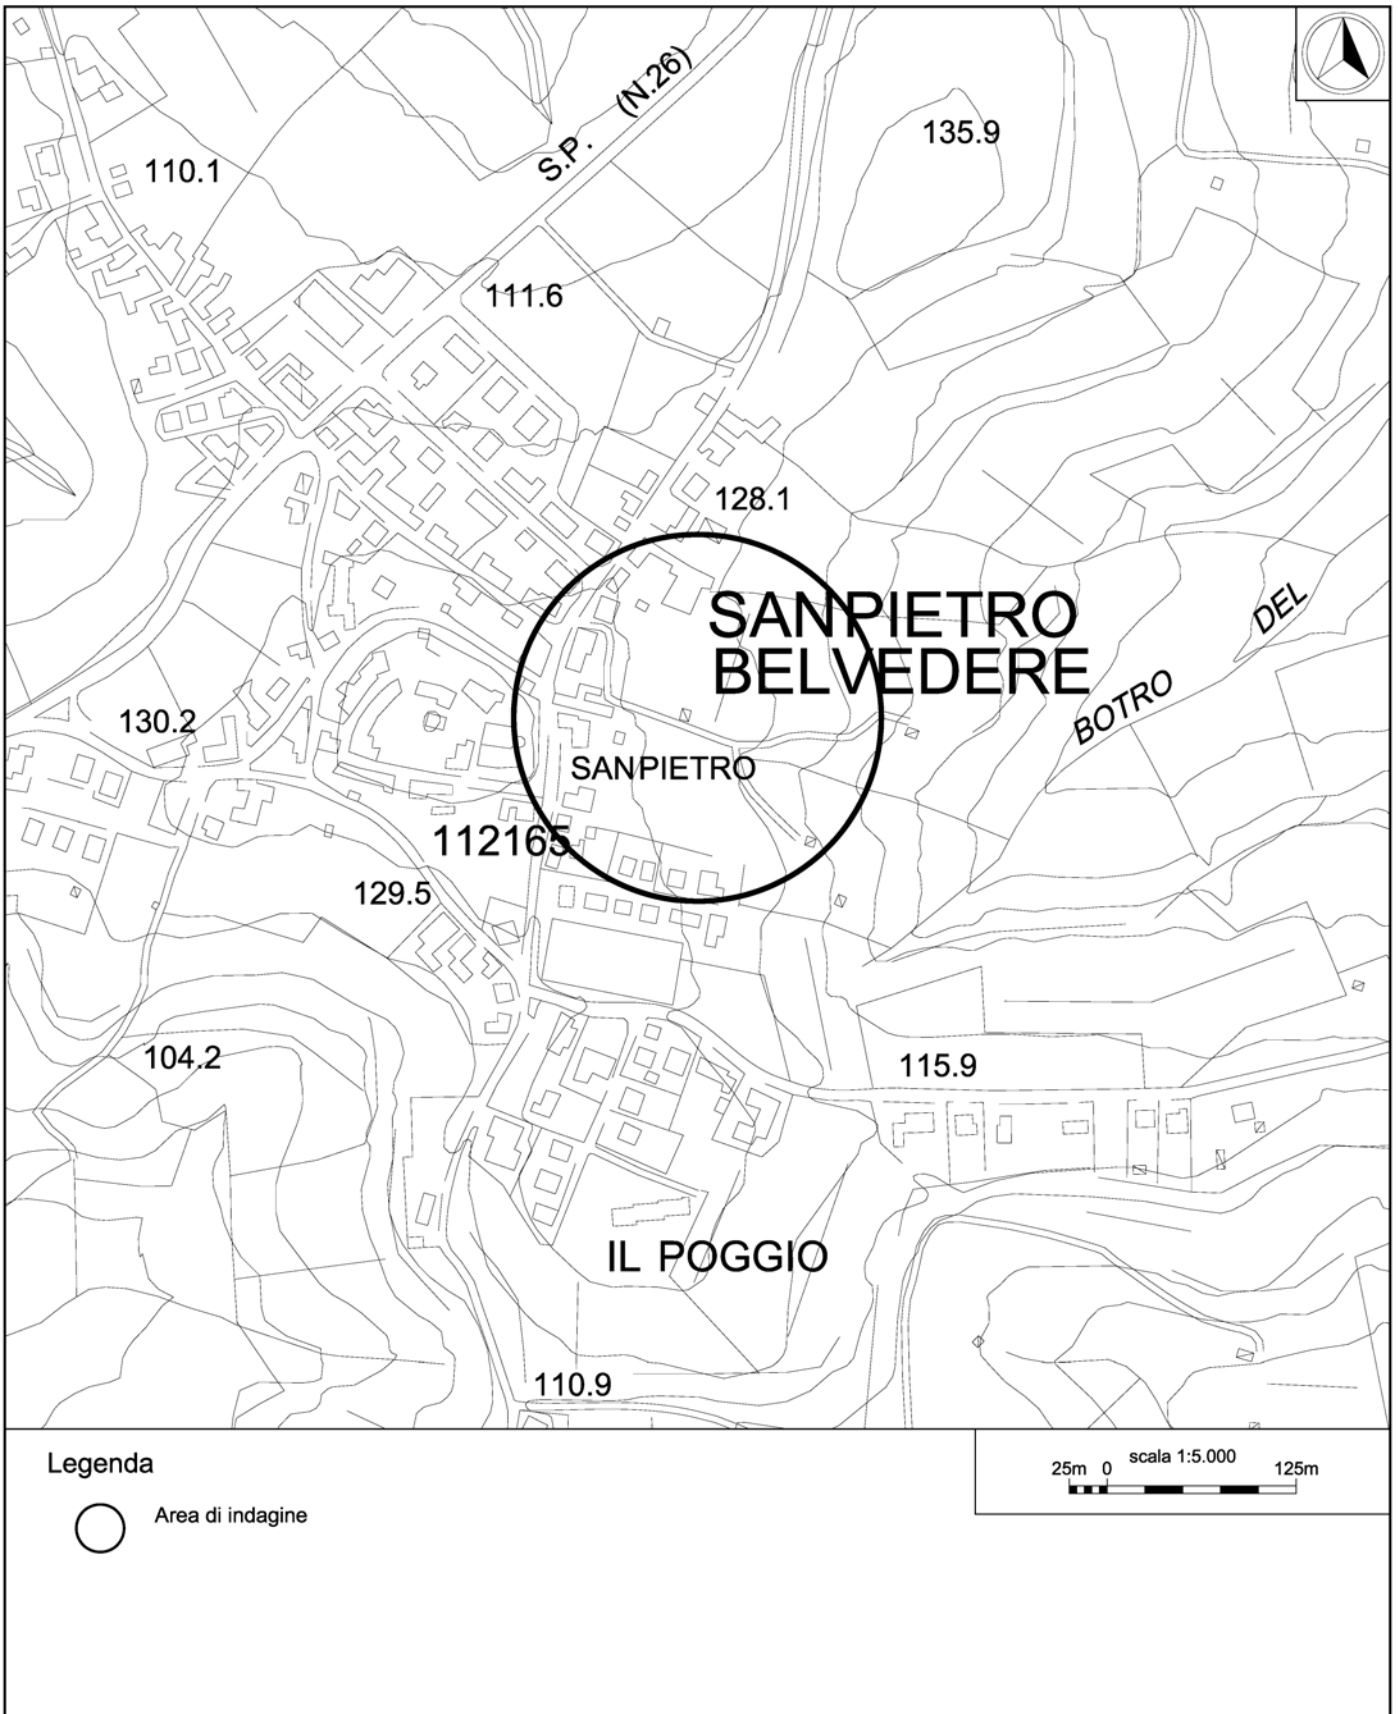 S.P. (N.26)
135.9
110.1
111.6
128.1
SANPIETRO
BELVEDERE
DEL
BOTRO
130.2
SANPIETRO
112165
129.5
104.2
115.9
IL POGGIO
110.9
Legenda
Area di indagine
scala 1:5.000
25m 0 125m